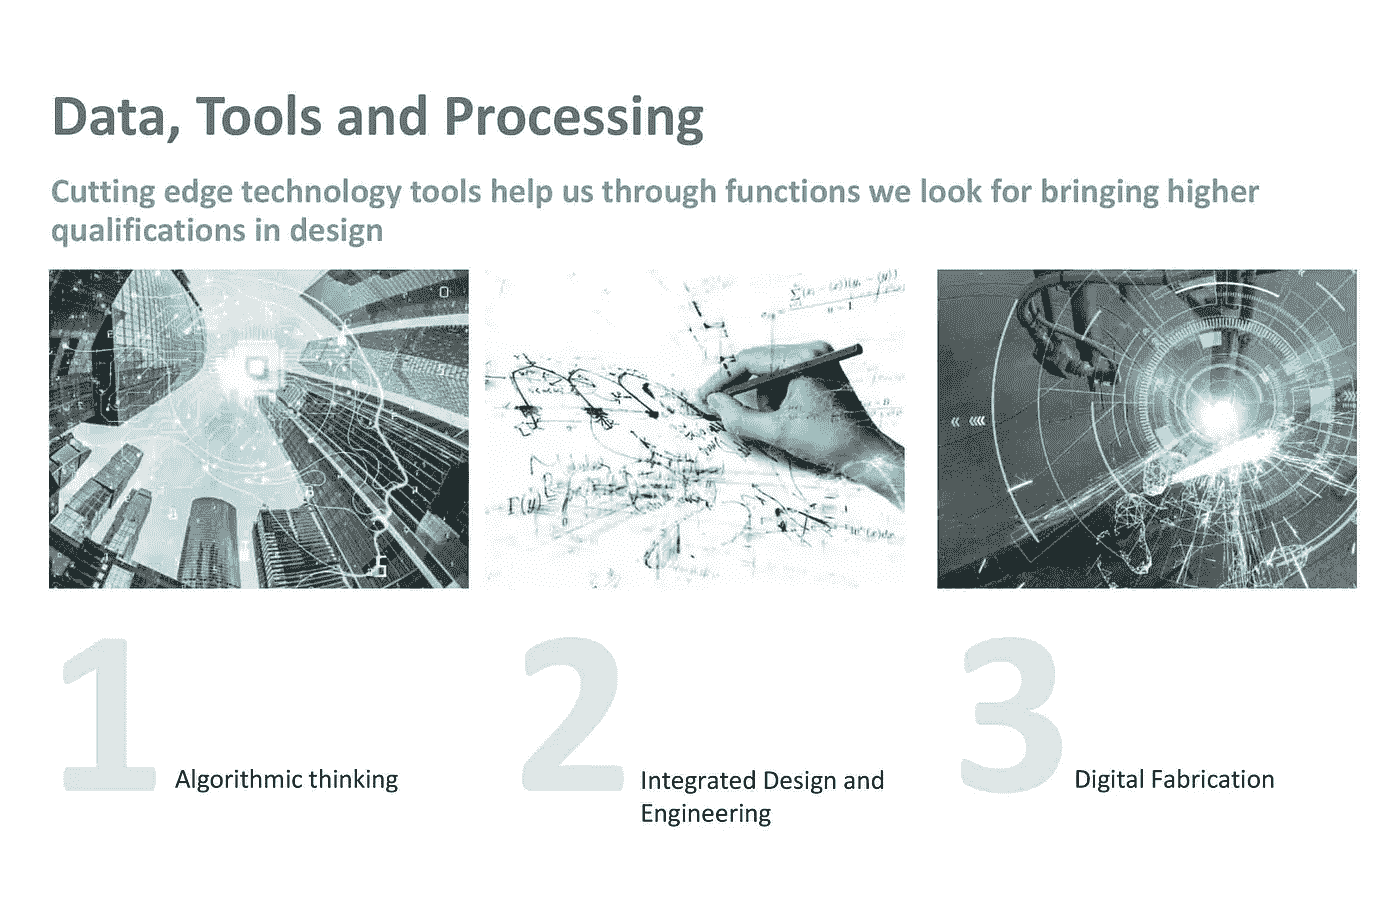 Data, Tools and Processing
Cutting edge technology tools help us through functions we look for bringing higher
qualifications in design
1 Algorithmic thinking
2 Integrated Design and
Engineering
3 Digital Fabrication